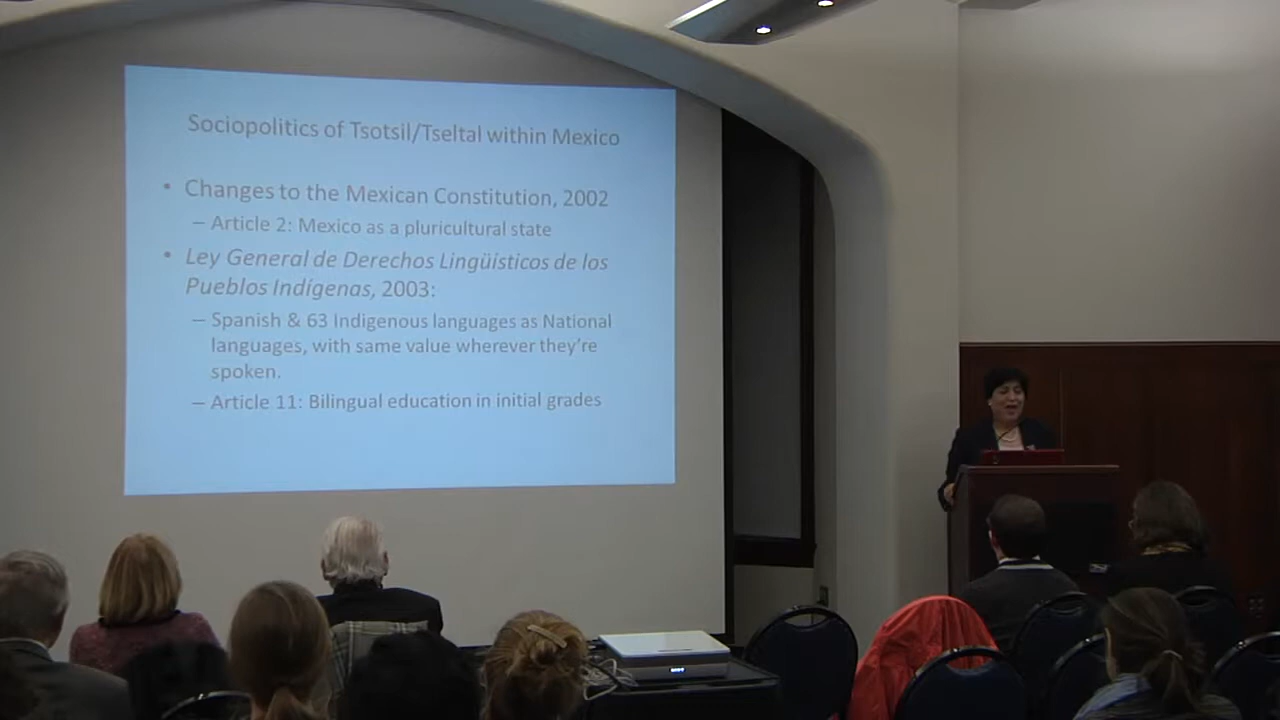 Sociopolitics of Tsotsil/Tseltal within Mexico
• Changes to the Mexican Constitution, 2002
– Article 2: Mexico as a pluricultural state
• Ley General de Derechos Lingüísticos de los
Pueblos Indígenas, 2003:
– Spanish & 63 Indigenous languages as National
languages, with same value wherever they're
spoken.
– Article 11: Bilingual education in initial grades